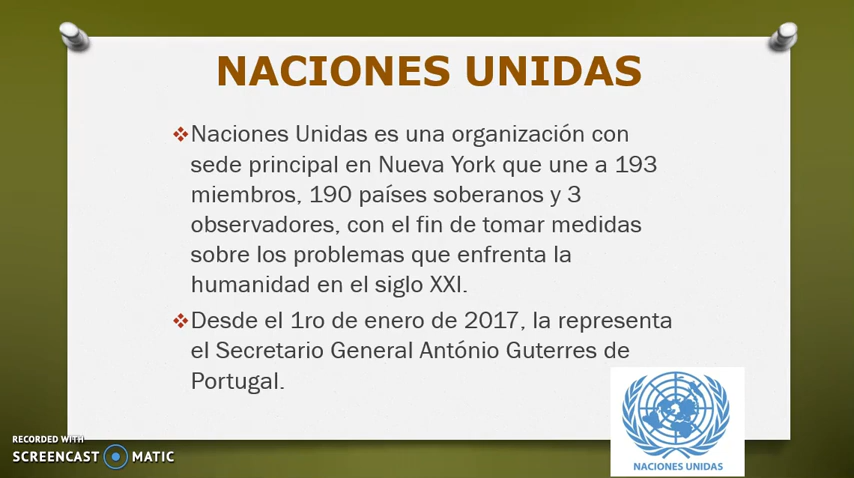 NACIONES UNIDAS
Naciones Unidas es una organización con
sede principal en Nueva York que une a 193
miembros, 190 países soberanos y 3
observadores, con el fin de tomar medidas
sobre los problemas que enfrenta la
humanidad en el siglo XXI.
Desde el 1ro de enero de 2017, la representa
el Secretario General António Guterres de
Portugal.
NACIONES UNIDAS
RECORDED WITH
SCREENCAST MATIC